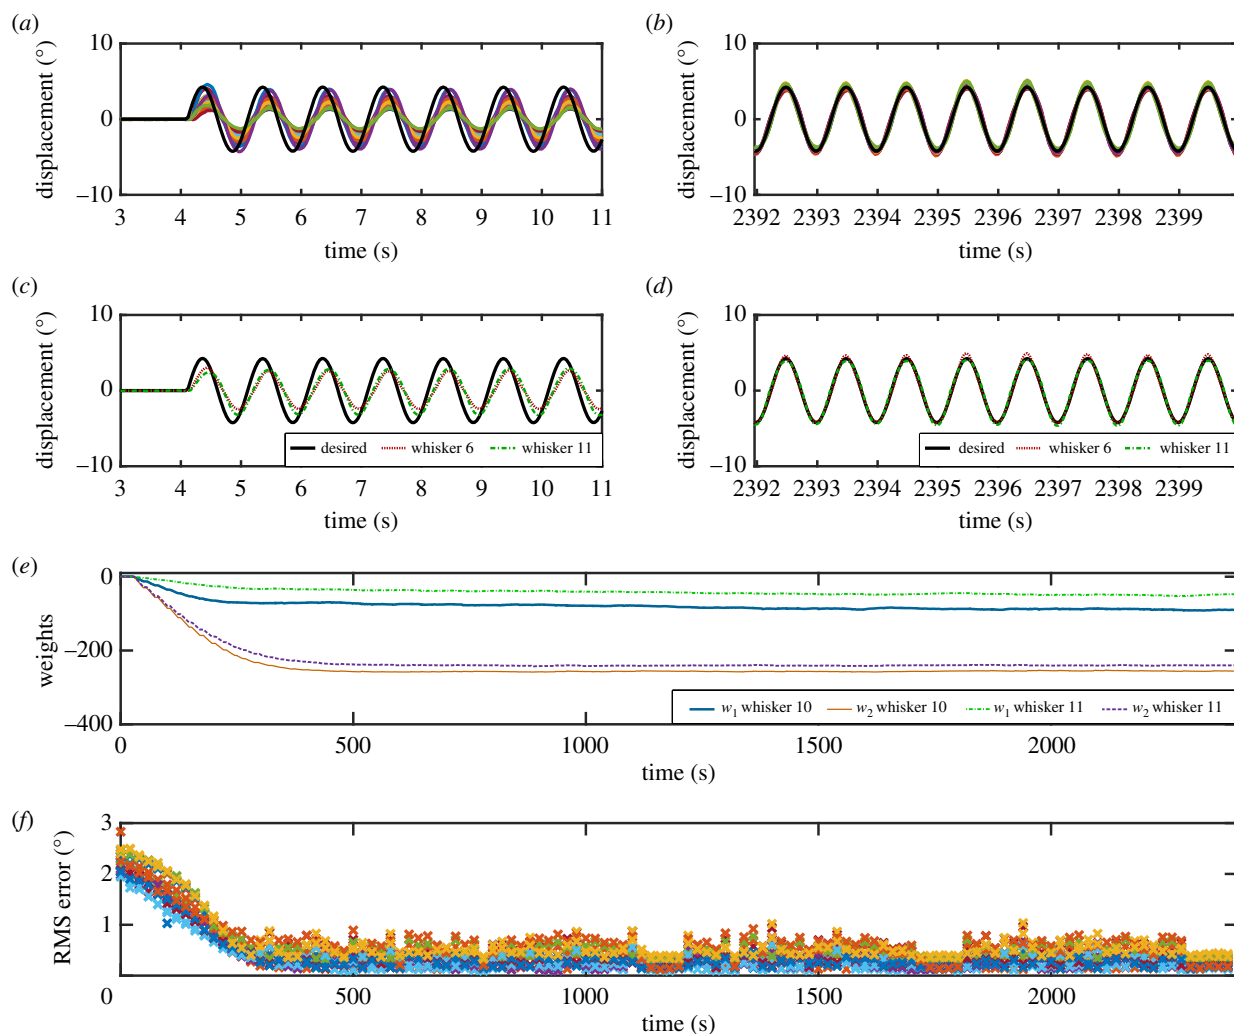 (a)
10
0
−10
displacement (°)
3 4 5 6 7 8 9 10 11
time (s)
(b)
10
0
−10
displacement (°)
2392 2393 2394 2395 2396 2397 2398 2399
time (s)
(c)
10
0
−10
displacement (°)
desired whisker 6 whisker 11
3 4 5 6 7 8 9 10 11
time (s)
(d)
10
0
−10
displacement (°)
desired whisker 6 whisker 11
2392 2393 2394 2395 2396 2397 2398 2399
time (s)
(e)
0
−200
−400
weights
w1 whisker 10 w2 whisker 10 w1 whisker 11 w2 whisker 11
0 500 1000 1500 2000
time (s)
(f)
3
2
1
RMS error (°)
0 500 1000 1500 2000
time (s)